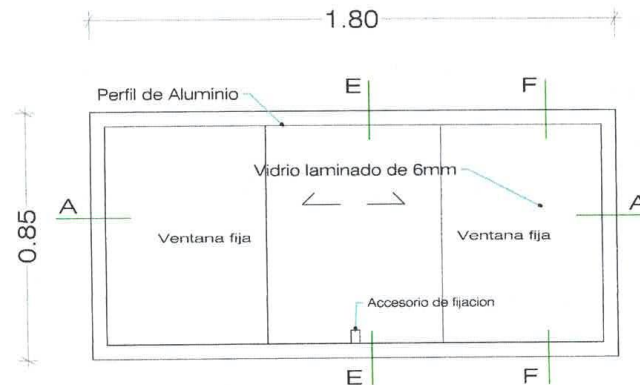 1.80
E
F
Perfil de Aluminio
Vidrio laminado de 6mm
A
A
0.85
Ventana fija
Ventana fija
Accesorio de fijacion
E
F